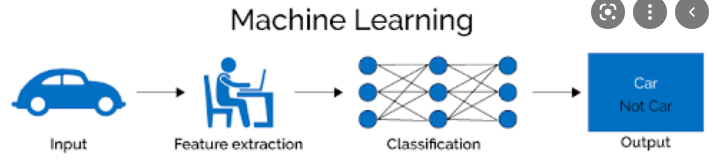 Machine Learning
Car
Not Car
Input
Feature extraction
Classification
Output